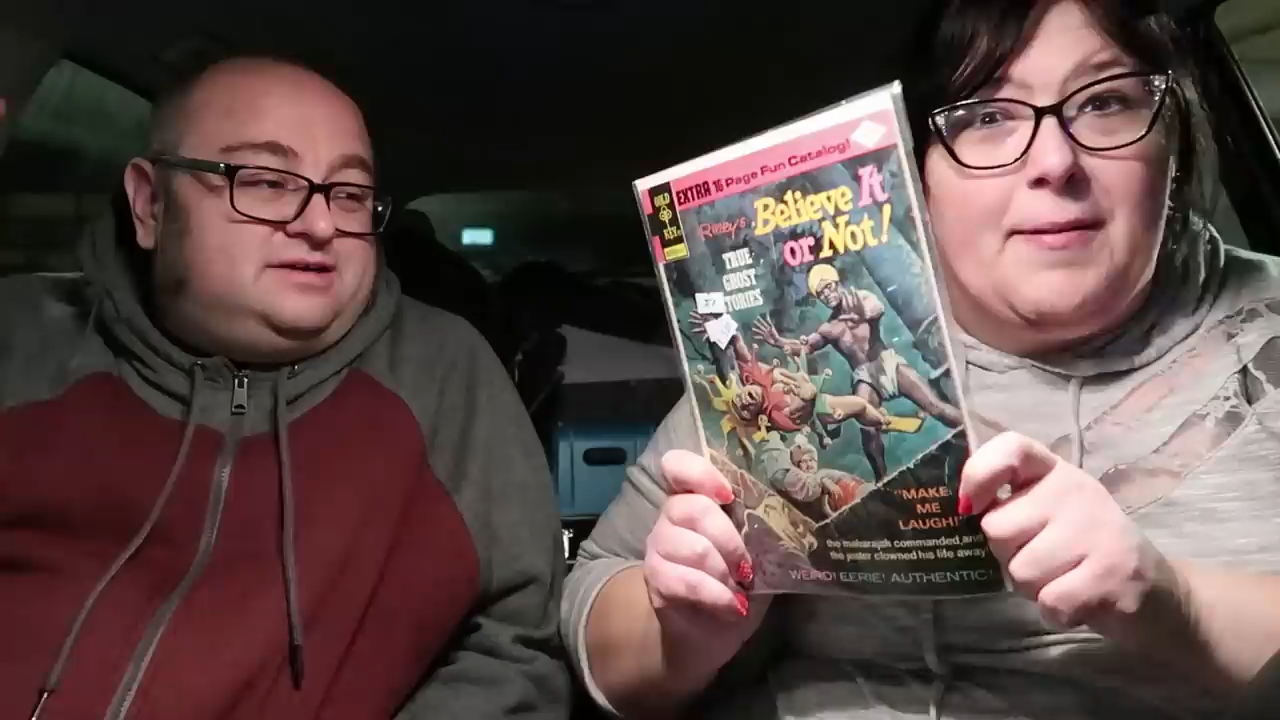 EXTRA 16 Page Fun Catalog!
GOLD
KEY
Ripley's
Believe It
or Not!
TRUE
GHOST
STORIES
"MAKE
ME
LAUGH!"
the maharajah commanded, and
the jester clowned his life away
WEIRD! EERIE! AUTHENTIC!